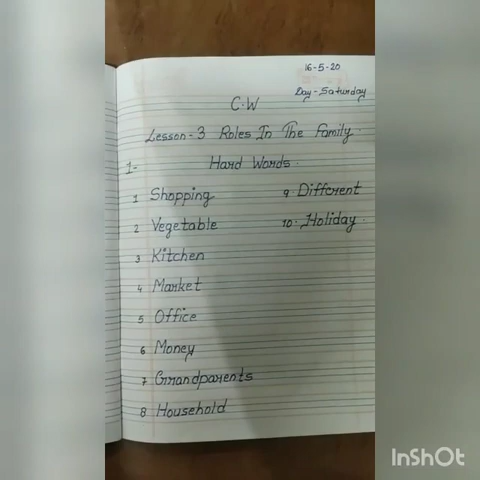 16-5-20
Day - Saturday
C.W
Lesson - 3 Roles In The Family.
1- Hard Words.
1 Shopping
2 Vegetable
3 Kitchen
4 Market
5 Office
6 Money
7 Grandparents
8 Household
9. Different
10. Holiday.
InShOt